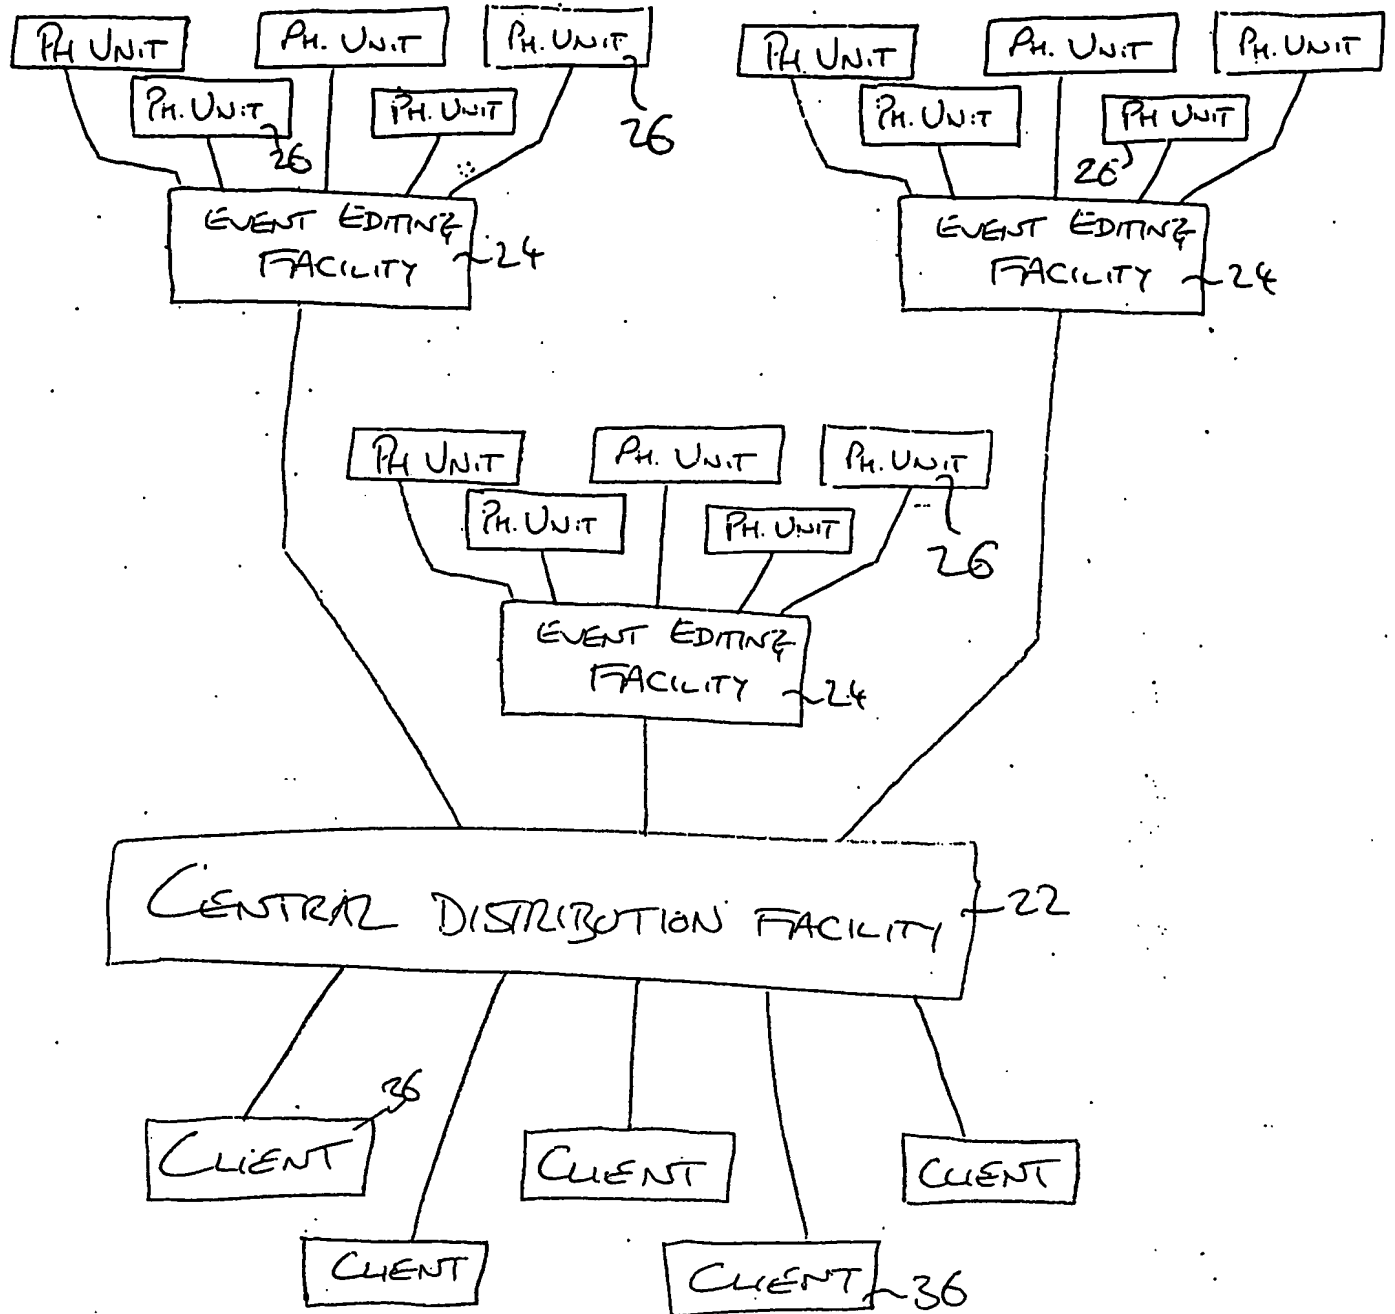 PH UNIT
PH. UNIT
PH. UNIT
26
PH. UNIT
26
PH. UNIT
EVENT EDITING
FACILITY
24
PH. UNIT
PH. UNIT
PH. UNIT
PH. UNIT
PH UNIT
26
EVENT EDITING
FACILITY
24
PH UNIT
PH. UNIT
PH. UNIT
26
PH. UNIT
PH. UNIT
EVENT EDITING
FACILITY
24
CENTRAL DISTRIBUTION FACILITY
22
CLIENT
36
CLIENT
CLIENT
CLIENT
CLIENT
36